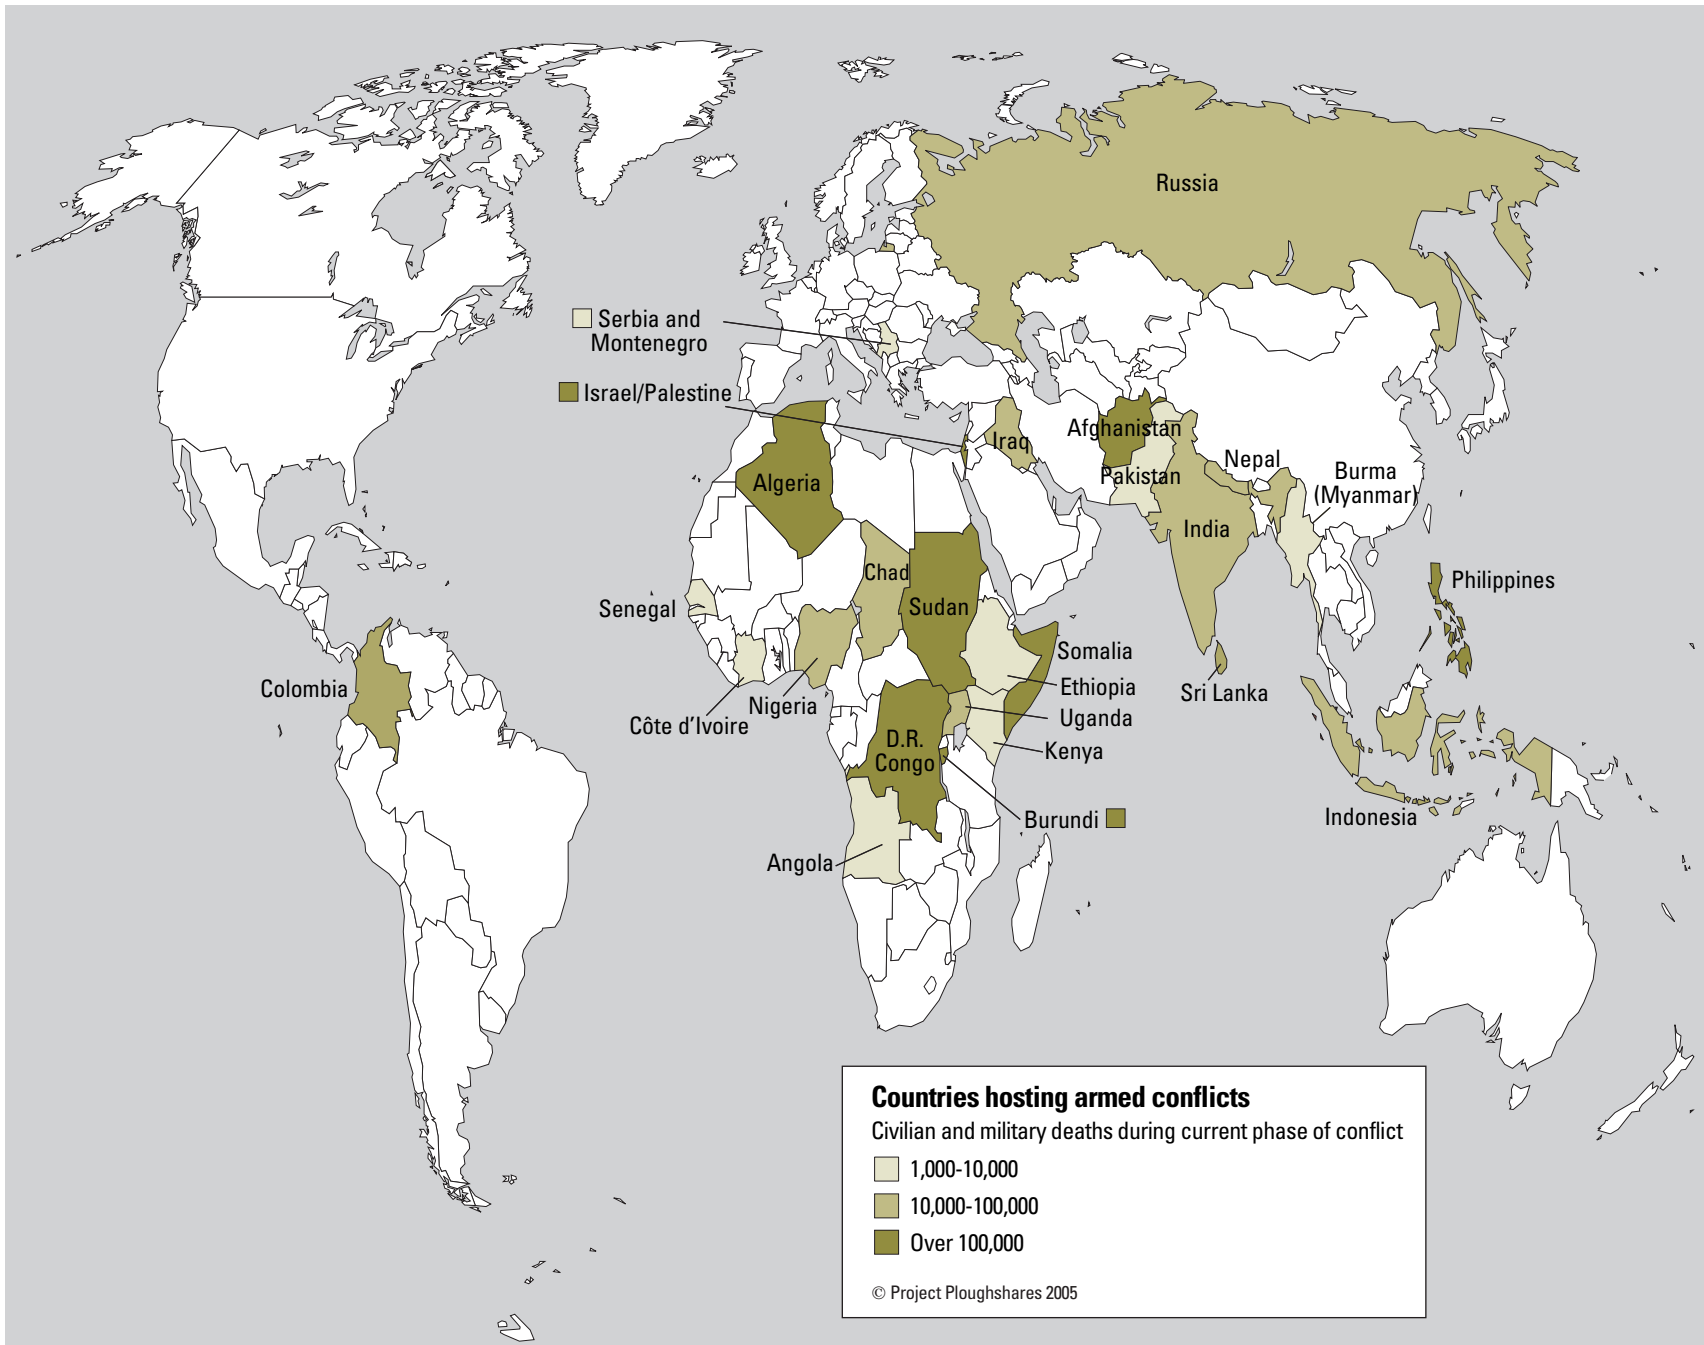 Russia
Serbia and
Montenegro
Israel/Palestine
Iraq
Afghanistan
Pakistan
Nepal
Burma
(Myanmar)
Algeria
India
Chad
Sudan
Philippines
Senegal
Somalia
Ethiopia
Uganda
Kenya
Colombia
Côte d'Ivoire
Nigeria
Sri Lanka
D.R.
Congo
Burundi
Indonesia
Angola
Countries hosting armed conflicts
Civilian and military deaths during current phase of conflict
1,000-10,000
10,000-100,000
Over 100,000
© Project Ploughshares 2005